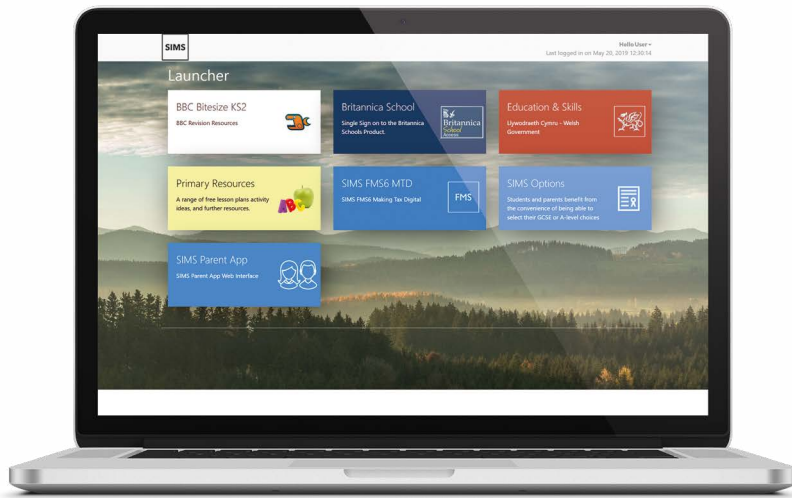 SIMS
Hello User
Last logged in on May 20, 2019 12:30:14
Launcher
BBC Bitesize KS2
BBC Revision Resources
Britannica School
Single Sign on to the Britannica
Schools Product.
Britannica
School
Access
Education & Skills
Llywodraeth Cymru - Welsh
Government
Primary Resources
A range of free lesson plans activity
ideas, and further resources.
ABC
SIMS FMS6 MTD
SIMS FMS6 Making Tax Digital
FMS
SIMS Options
Students and parents benefit from
the convenience of being able to
select their GCSE or A-level choices
SIMS Parent App
SIMS Parent App Web Interface